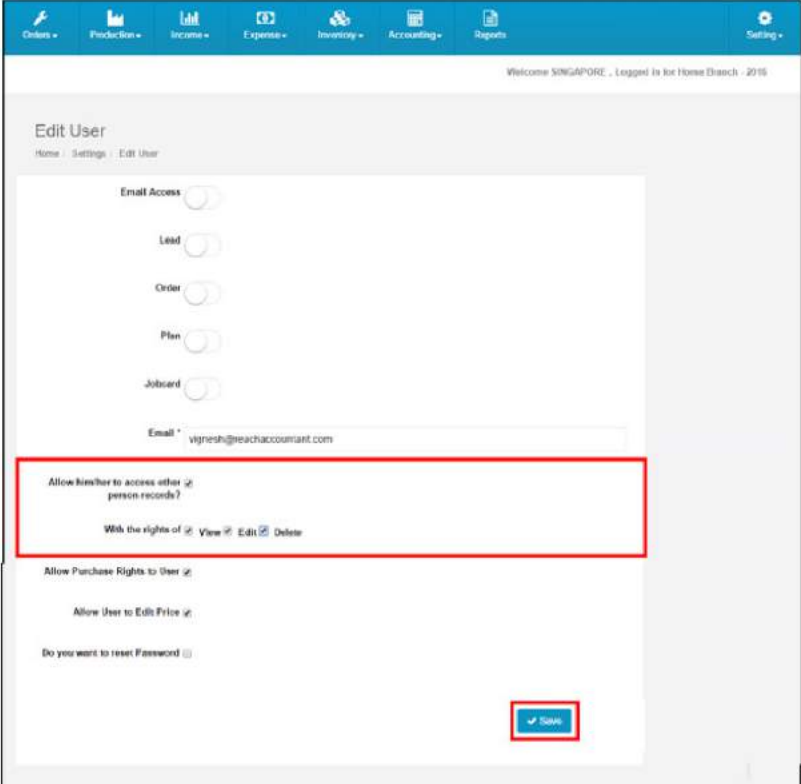 Orders Production Income Expense Inventory Accounting Reports Setting
Welcome SINGAPORE , Logged in for Home Branch - 2016
Edit User
Home / Settings / Edit User
Email Access
Lead
Order
Plan
Jobcard
Email * vignesh@reachaccountant.com
Allow him/her to access other
person records?
With the rights of View Edit Delete
Allow Purchase Rights to User
Allow User to Edit Price
Do you want to reset Password
Save